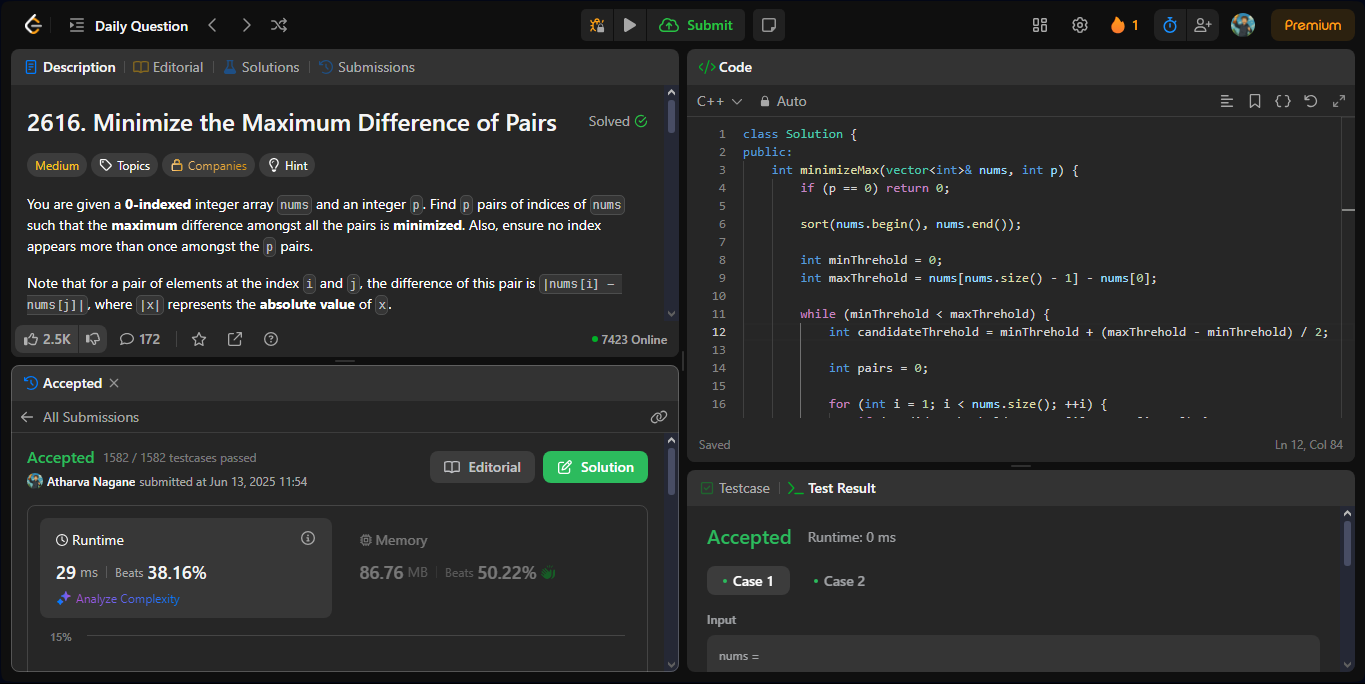 Daily Question
Submit
1
Premium
Description
Editorial
Solutions
Submissions
2616. Minimize the Maximum Difference of Pairs
Solved
Medium
Topics
Companies
Hint
You are given a 0-indexed integer array nums and an integer p. Find p pairs of indices of nums
such that the maximum difference amongst all the pairs is minimized. Also, ensure no index
appears more than once amongst the p pairs.
Note that for a pair of elements at the index i and j, the difference of this pair is |nums[i] -
nums[j]|, where |x| represents the absolute value of x.
2.5K
172
7423 Online
Accepted
All Submissions
Accepted 1582 / 1582 testcases passed
Atharva Nagane submitted at Jun 13, 2025 11:54
Editorial
Solution
Runtime
29 ms | Beats 38.16%
Analyze Complexity
Memory
86.76 MB | Beats 50.22%
15%
</> Code
C++
Auto
1 class Solution {
2 public:
3 int minimizeMax(vector<int>& nums, int p) {
4 if (p == 0) return 0;
5
6 sort(nums.begin(), nums.end());
7
8 int minThrehold = 0;
9 int maxThrehold = nums[nums.size() - 1] - nums[0];
10
11 while (minThrehold < maxThrehold) {
12 int candidateThrehold = minThrehold + (maxThrehold - minThrehold) / 2;
13
14 int pairs = 0;
15
16 for (int i = 1; i < nums.size(); ++i) {
Saved
Ln 12, Col 84
Testcase
Test Result
Accepted
Runtime: 0 ms
Case 1
Case 2
Input
nums =